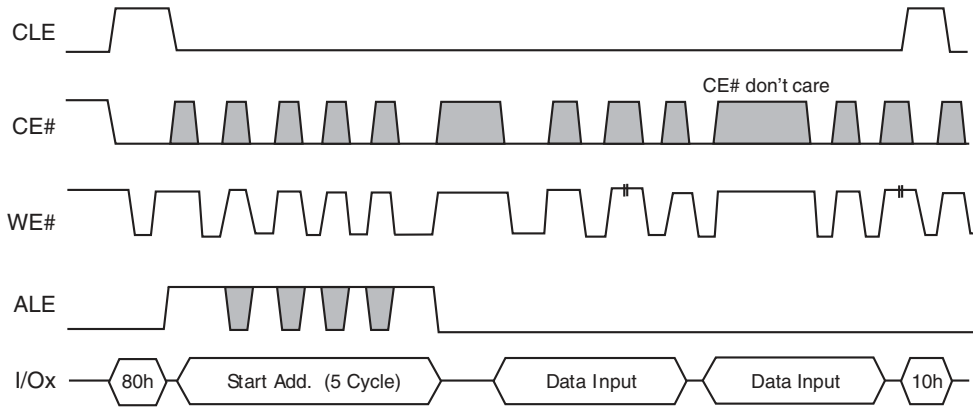 CLE
CE# don't care
CE#
WE#
ALE
I/Ox 80h Start Add. (5 Cycle) Data Input Data Input 10h